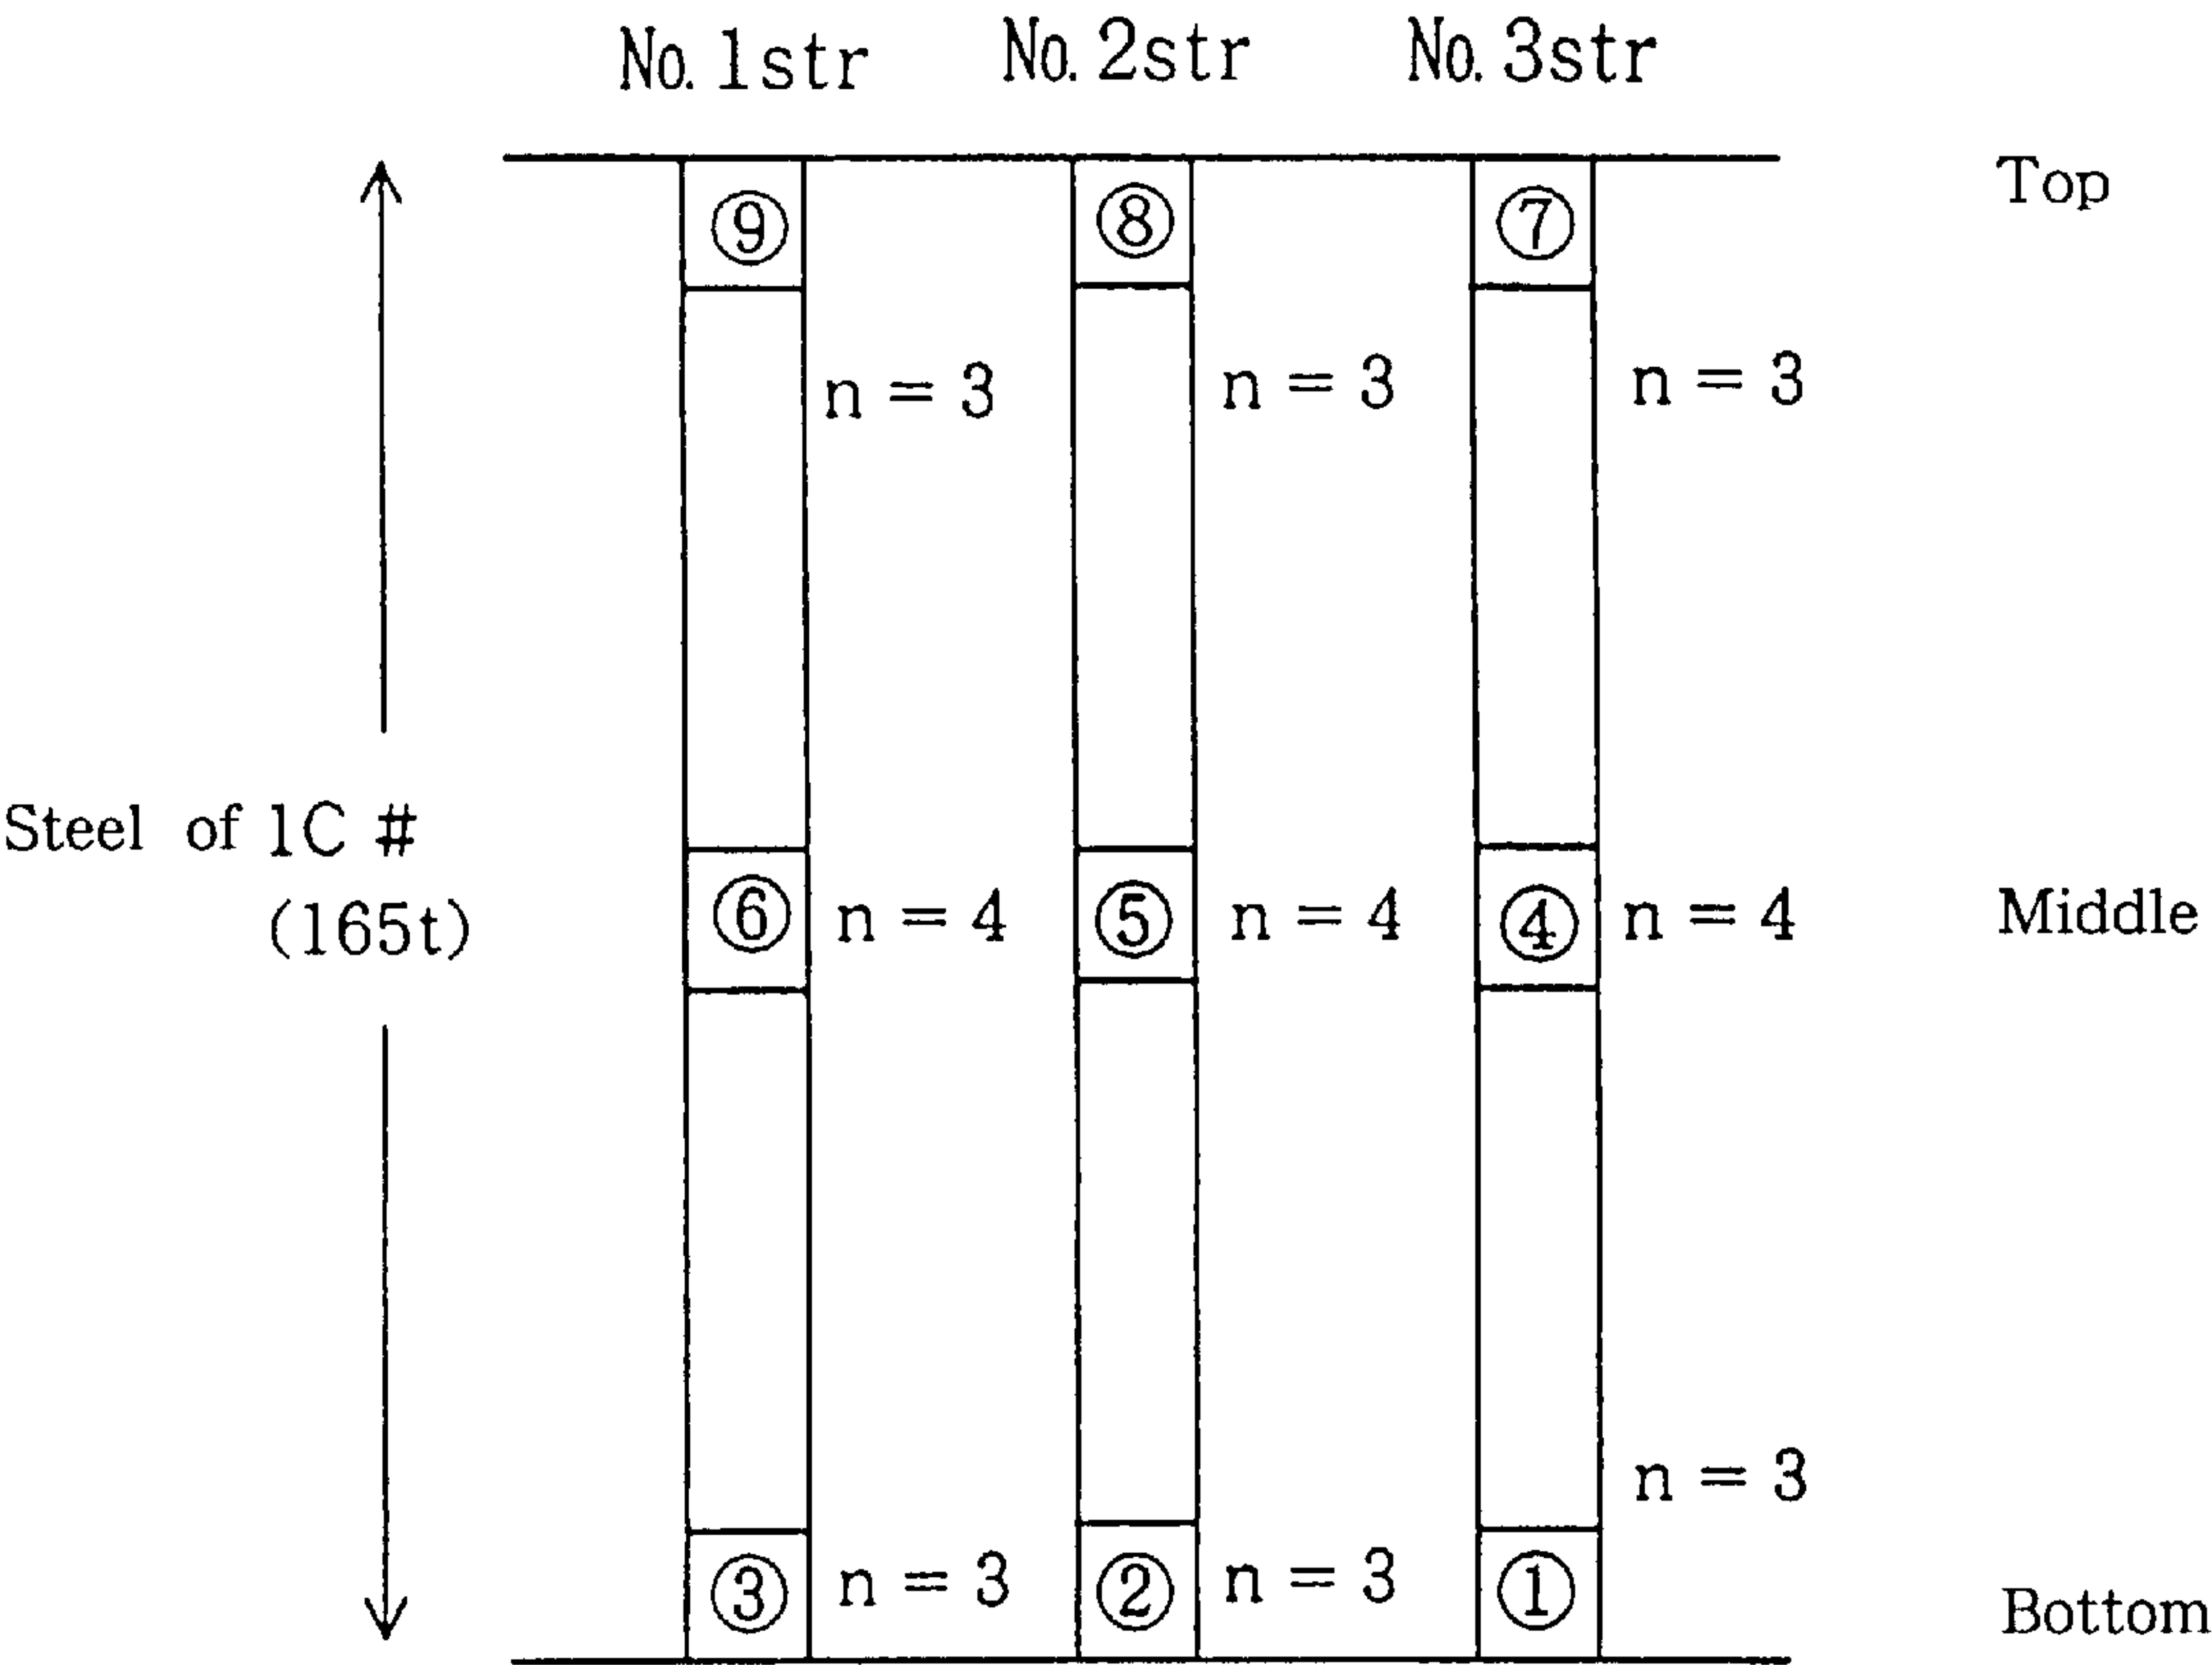 No. 1str No. 2str No. 3str
Top
⑨ ⑧ ⑦
n = 3 n = 3 n = 3
Steel of 1C #
(165t)
⑥ n = 4 ⑤ n = 4 ④ n = 4 Middle
n = 3
③ n = 3 ② n = 3 ①
Bottom